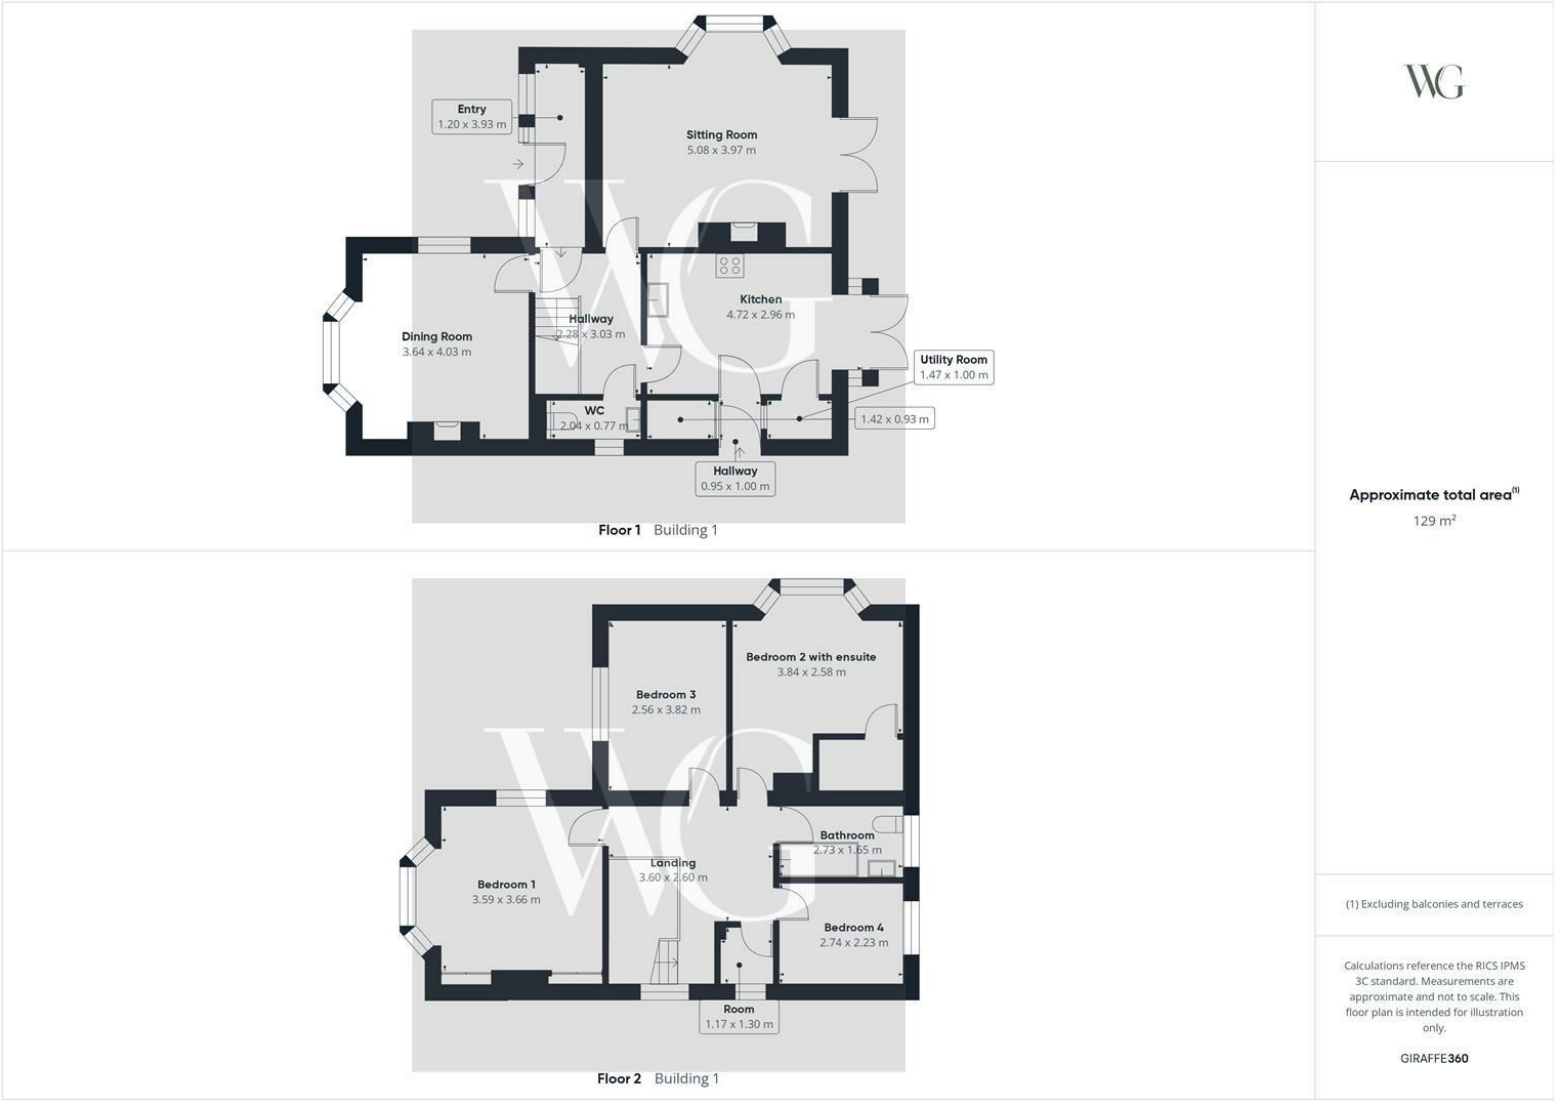 Entry
1.20 x 3.93 m
Sitting Room
5.08 x 3.97 m
Kitchen
4.72 x 2.96 m
Hallway
2.28 x 3.03 m
Dining Room
3.64 x 4.03 m
Utility Room
1.47 x 1.00 m
WC
2.04 x 0.77 m
1.42 x 0.93 m
Hallway
0.95 x 1.00 m
WG
Floor 1 Building 1
Bedroom 2 with ensuite
3.84 x 2.58 m
Bedroom 3
2.56 x 3.82 m
Bathroom
2.73 x 1.65 m
Landing
3.60 x 2.60 m
Bedroom 1
3.59 x 3.66 m
Bedroom 4
2.74 x 2.23 m
Room
1.17 x 1.30 m
WG
Floor 2 Building 1
WG
Approximate total area(1)
129 m²
(1) Excluding balconies and terraces
Calculations reference the RICS IPMS
3C standard. Measurements are
approximate and not to scale. This
floor plan is intended for illustration
only.
GIRAFFE360